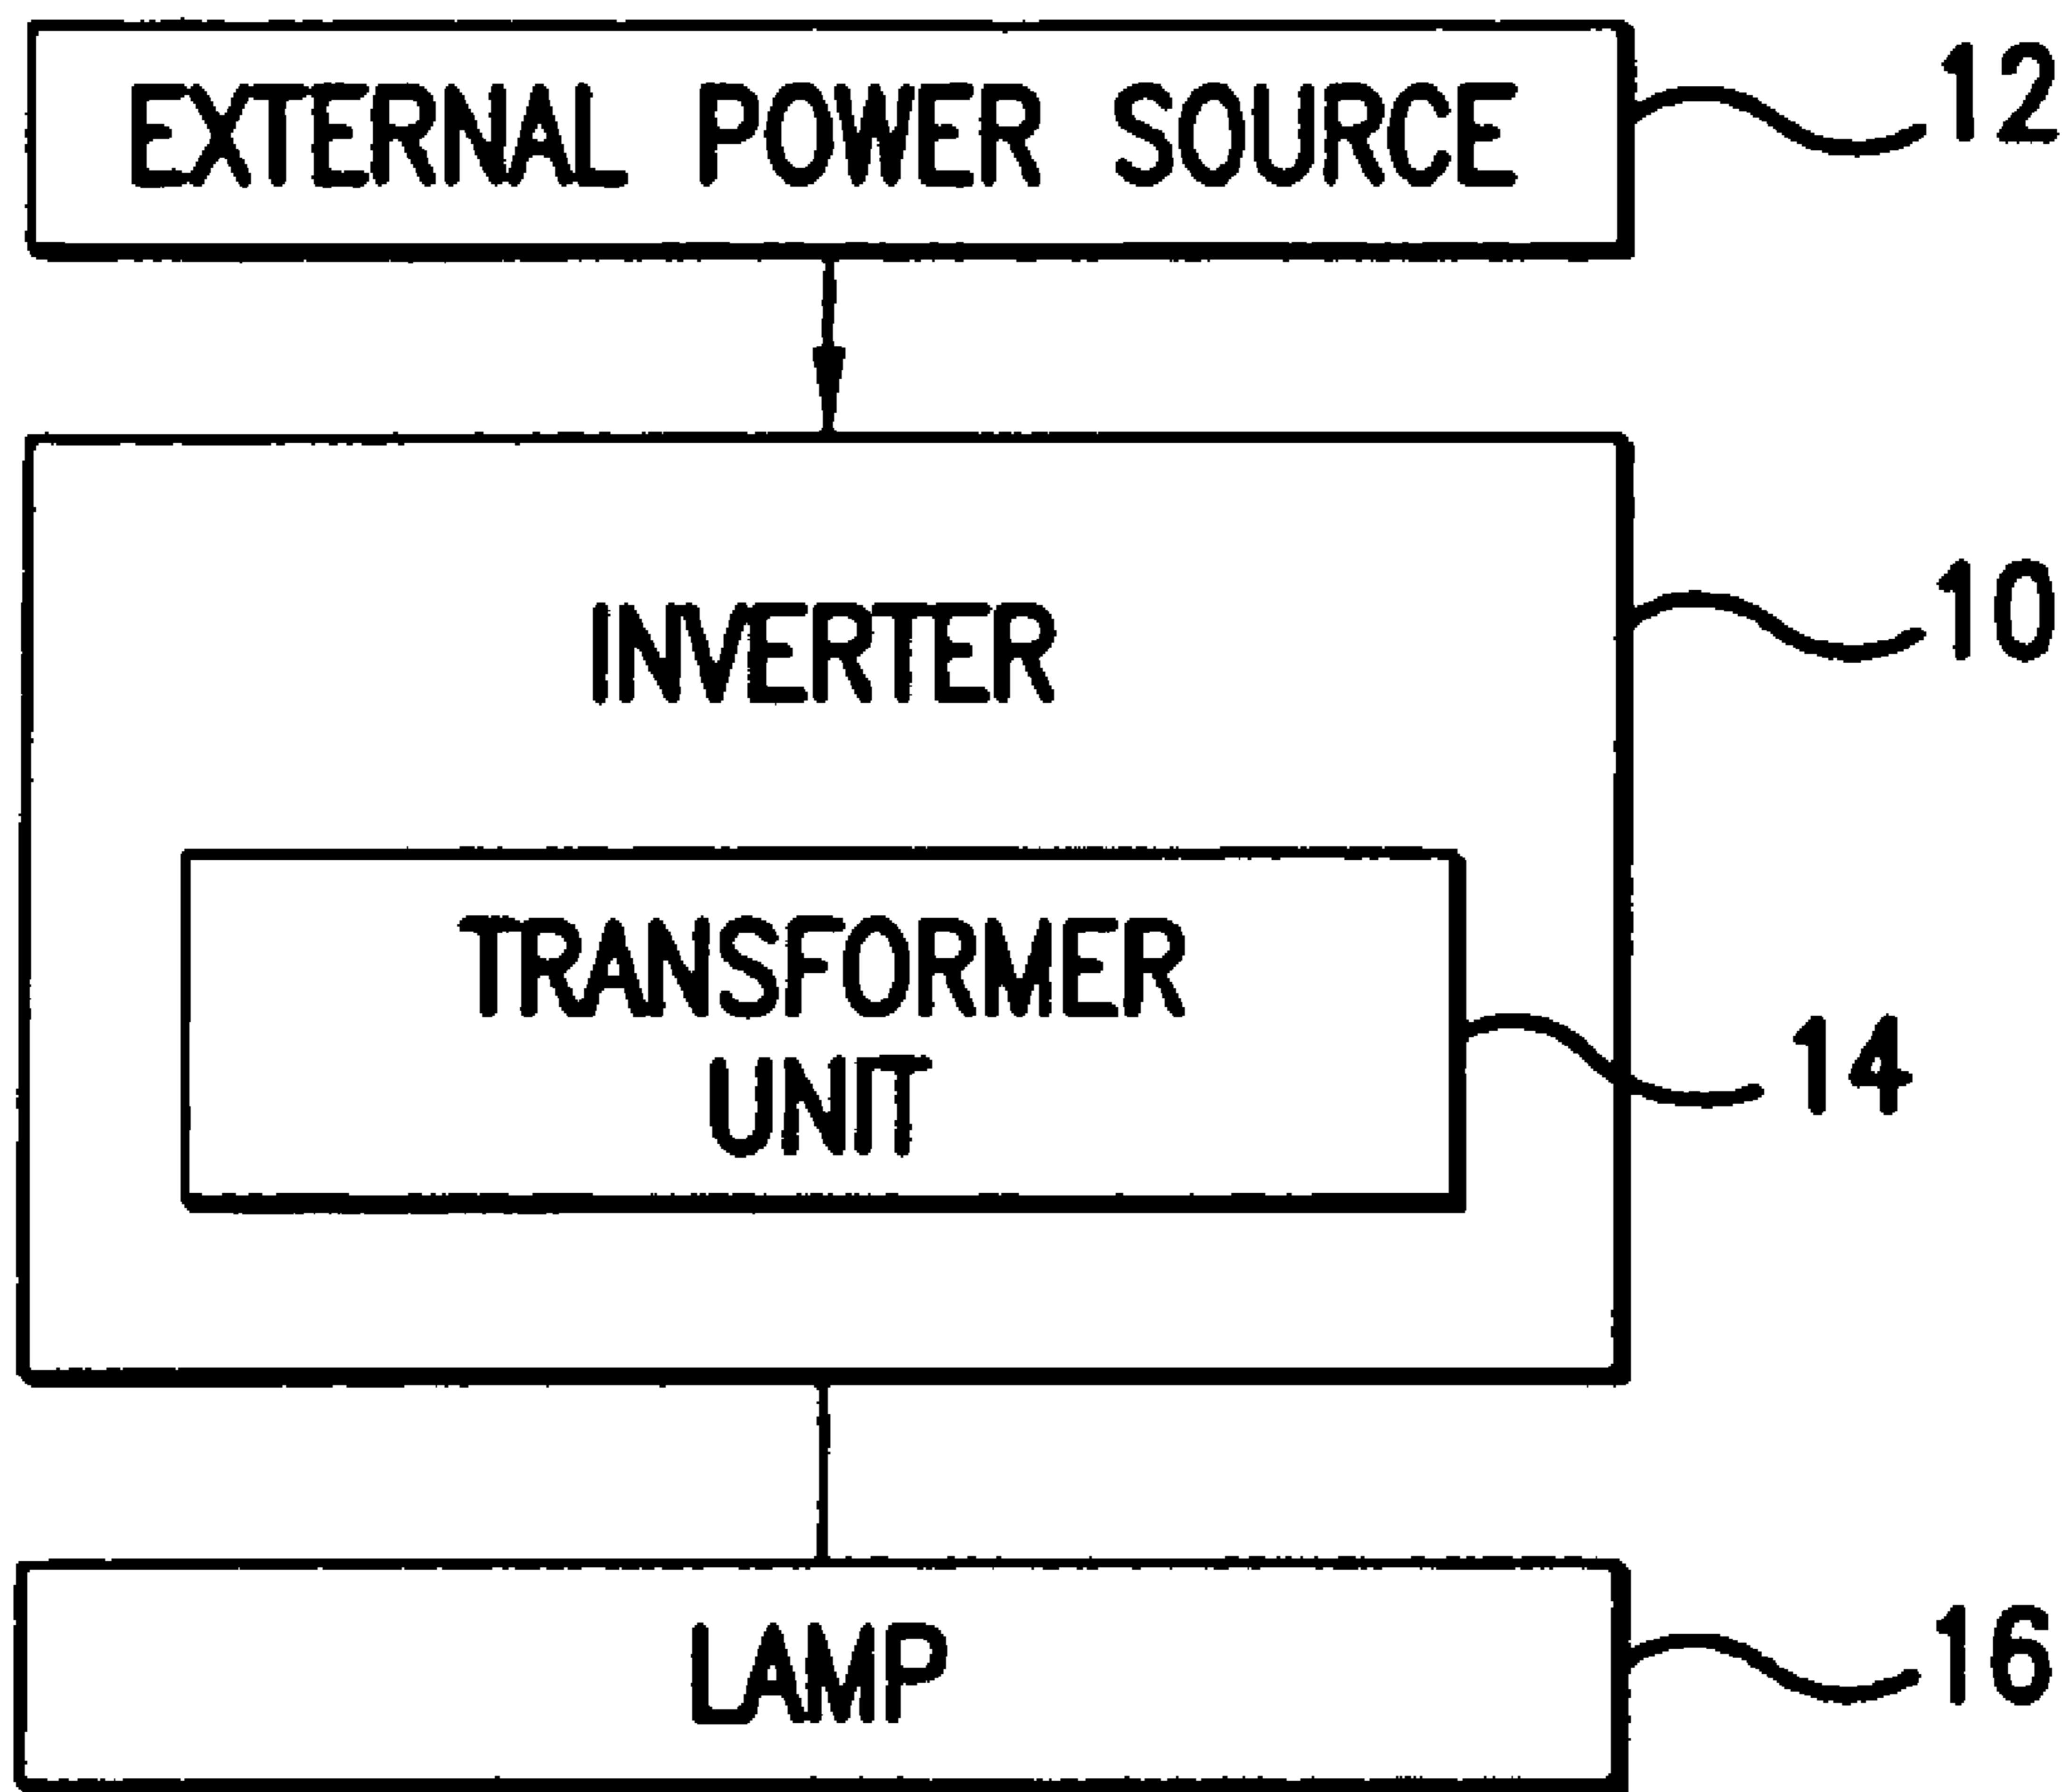 EXTERNAL POWER SOURCE
12
INVERTER
10
TRANSFORMER
UNIT
14
LAMP
16